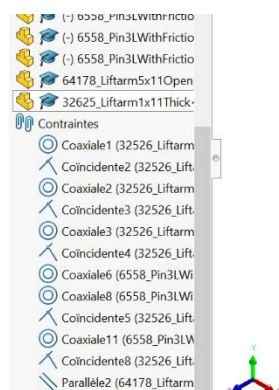 (-) 6558_Pin3LWithFrictio
(-) 6558_Pin3LWithFrictio
(-) 6558_Pin3LWithFrictio
64178_Liftarm5x11Open
32625_Liftarm1x11Thick-
Contraintes
Coaxiale1 (32526_Liftarm
Coïncidente2 (32526_Lift
Coaxiale2 (32526_Liftarm
Coïncidente3 (32526_Lift
Coaxiale3 (32526_Liftarm
Coïncidente4 (32526_Lift
Coaxiale6 (6558_Pin3LWi
Coaxiale8 (6558_Pin3LWi
Coïncidente5 (32526_Lift
Coaxiale11 (6558_Pin3LW
Coïncidente8 (32526_Lift
Parallèle2 (64178_Liftarm